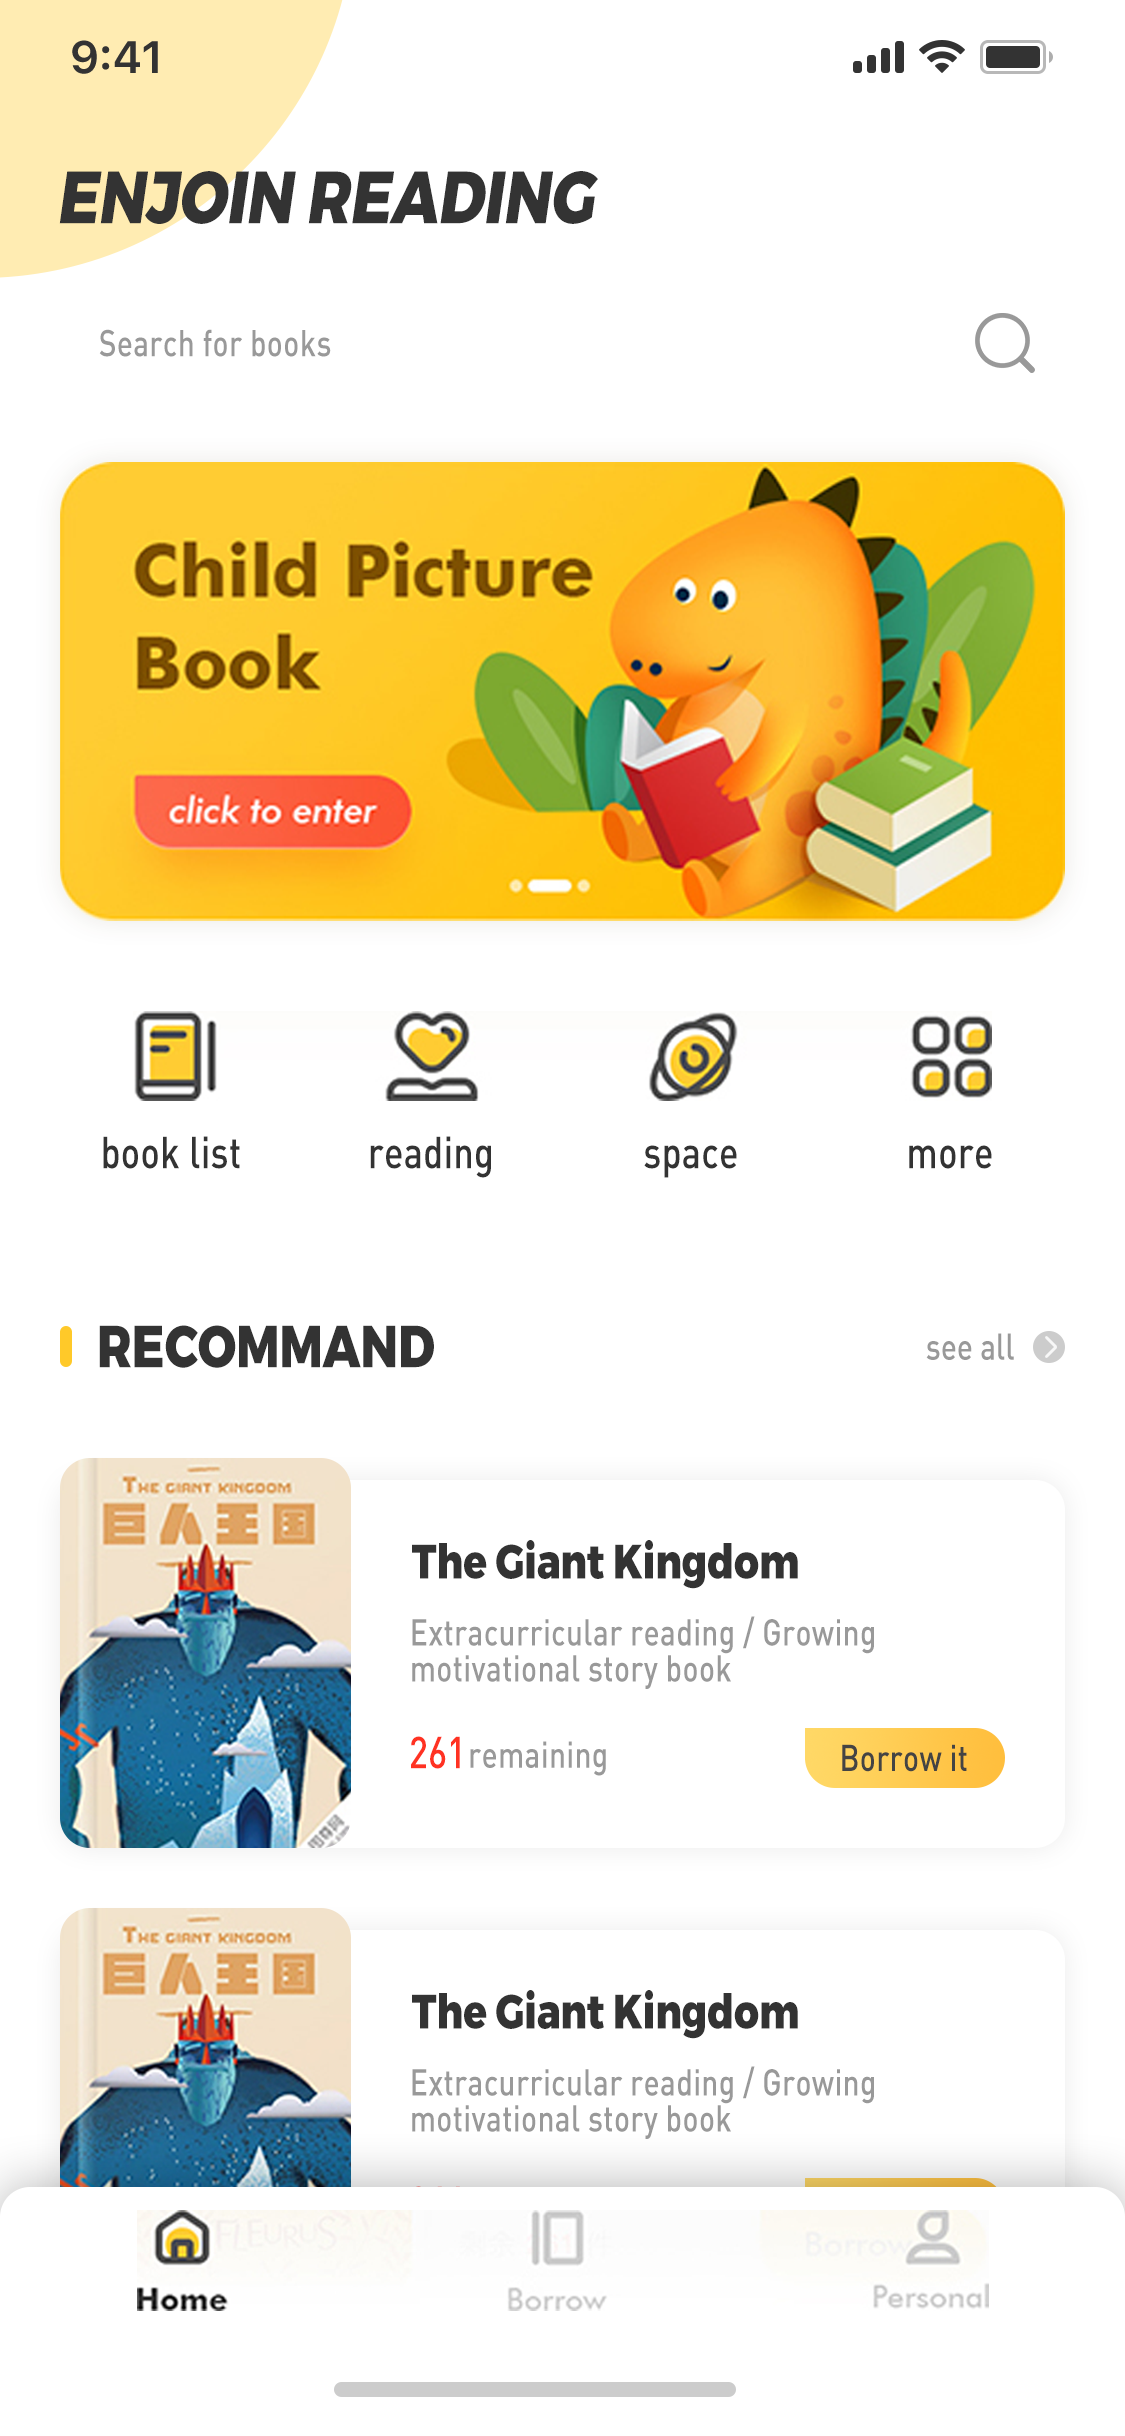 9:41
ENJOIN READING
Search for books
Child Picture
Book
click to enter
book list
reading
space
more
RECOMMAND
see all
THE GIANT KINGDOM
巨人王国
The Giant Kingdom
Extracurricular reading / Growing
motivational story book
261 remaining
Borrow it
THE GIANT KINGDOM
巨人王国
The Giant Kingdom
Extracurricular reading / Growing
motivational story book
FLEURUS
Borrow
Home
Borrow
Personal